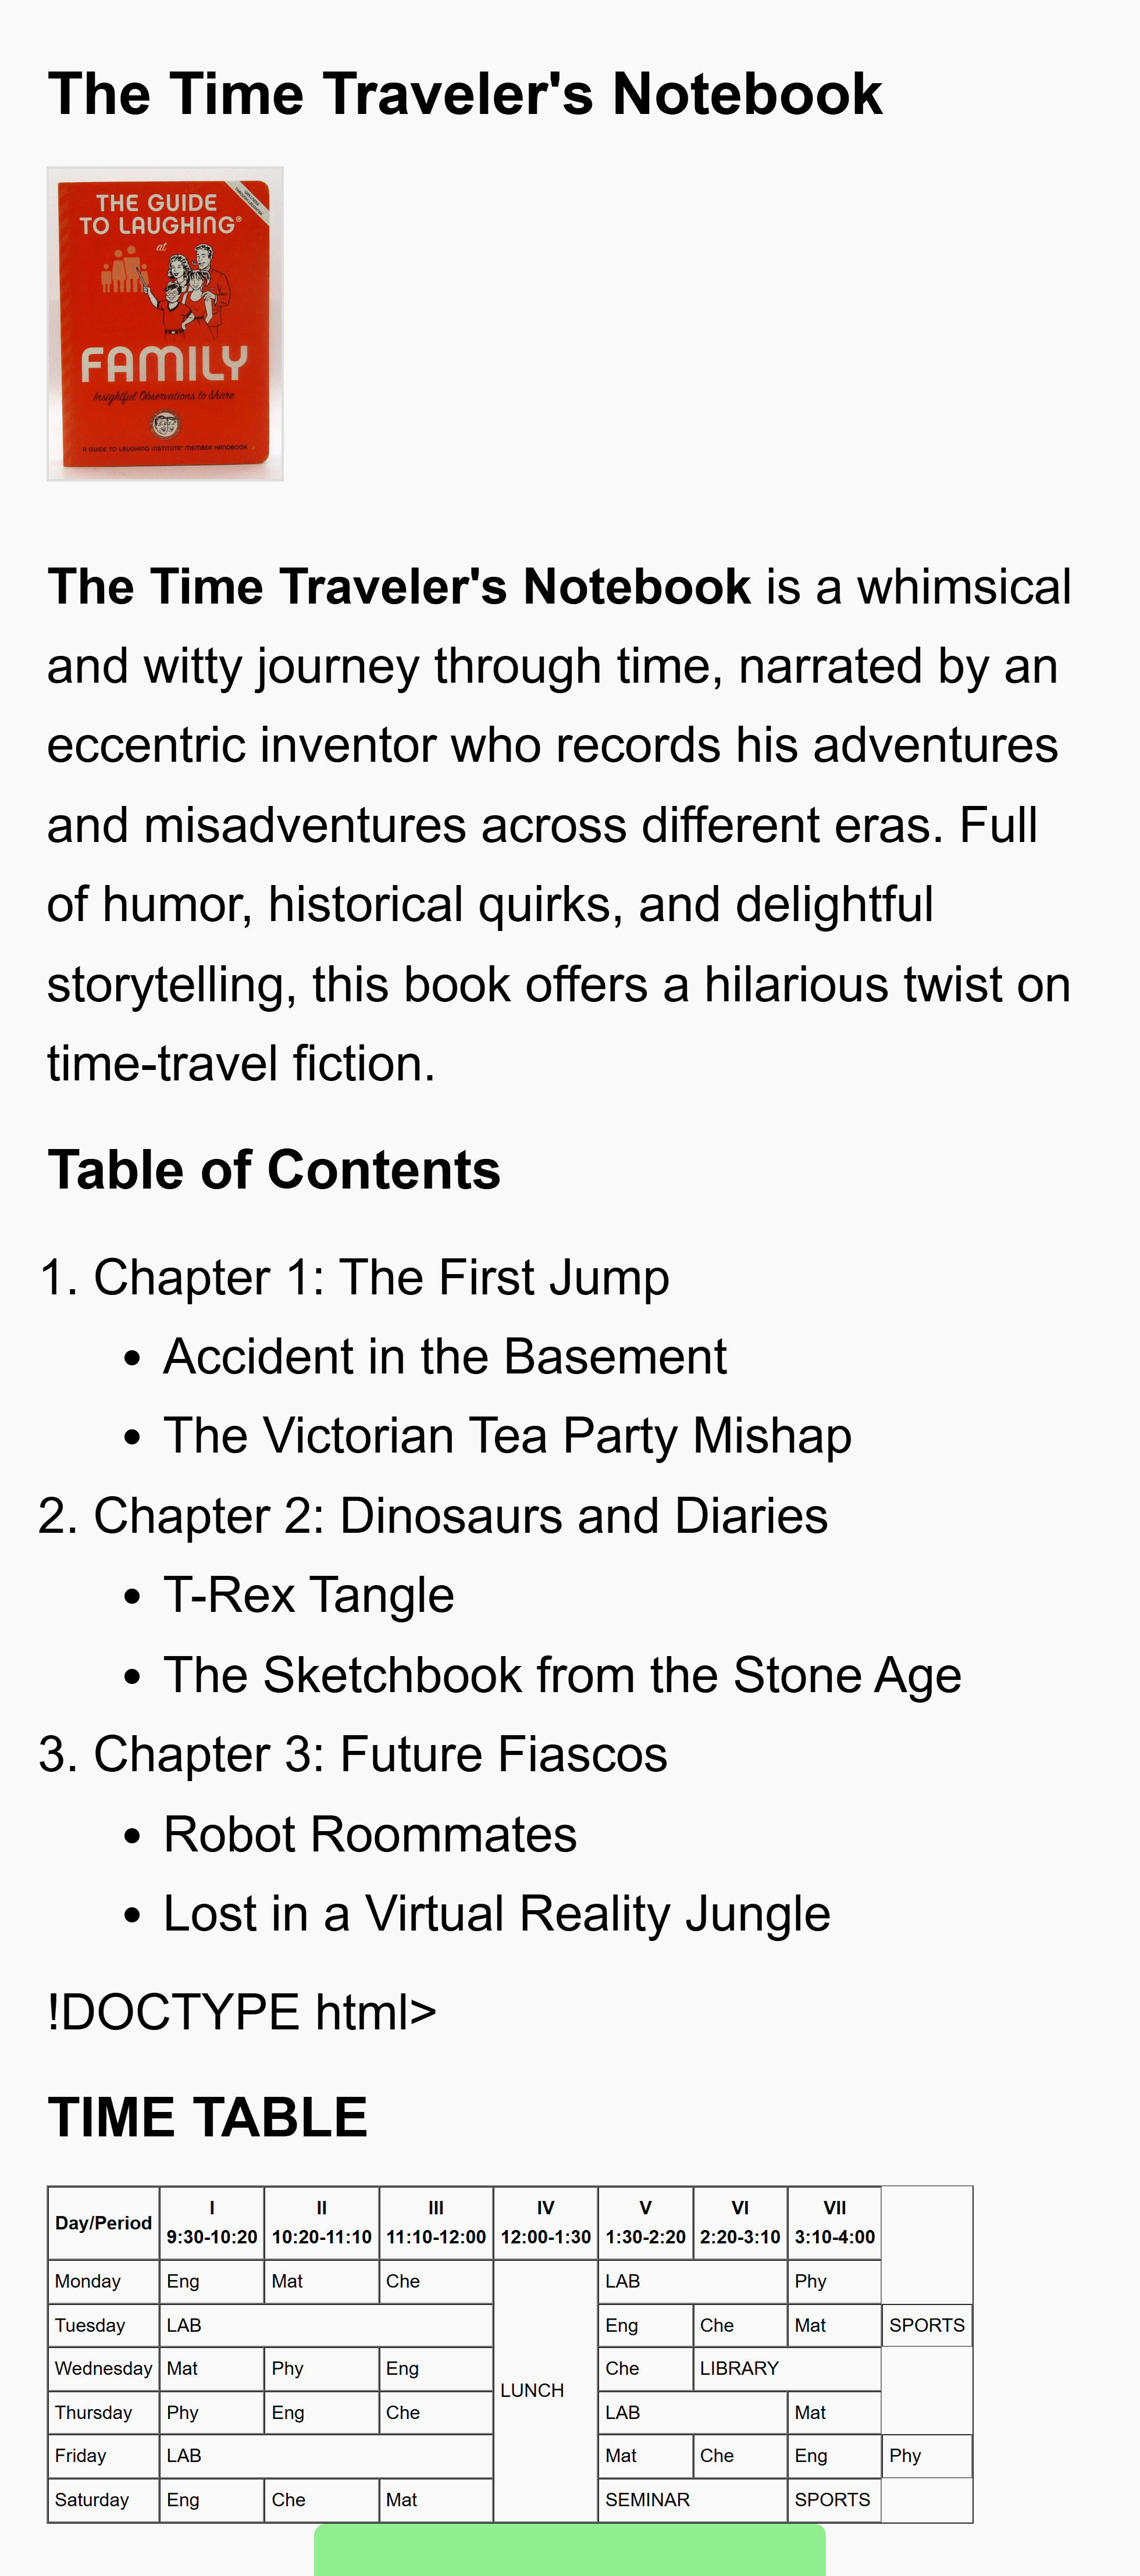 The Time Traveler's Notebook
THE GUIDE
TO LAUGHING®
at
FAMILY
Insightful Observations to Share
A GUIDE TO LAUGHING INSTITUTE MEMBER HANDBOOK
The Time Traveler's Notebook is a whimsical
and witty journey through time, narrated by an
eccentric inventor who records his adventures
and misadventures across different eras. Full
of humor, historical quirks, and delightful
storytelling, this book offers a hilarious twist on
time-travel fiction.
Table of Contents
1. Chapter 1: The First Jump
• Accident in the Basement
• The Victorian Tea Party Mishap
2. Chapter 2: Dinosaurs and Diaries
• T-Rex Tangle
• The Sketchbook from the Stone Age
3. Chapter 3: Future Fiascos
• Robot Roommates
• Lost in a Virtual Reality Jungle
!DOCTYPE html>
TIME TABLE
Day/Period I 9:30-10:20 II 10:20-11:10 III 11:10-12:00 IV 12:00-1:30 V 1:30-2:20 VI 2:20-3:10 VII 3:10-4:00
Monday Eng Mat Che LUNCH LAB Phy
Tuesday LAB Eng Che Mat SPORTS
Wednesday Mat Phy Eng Che LIBRARY
Thursday Phy Eng Che LAB Mat
Friday LAB Mat Che Eng Phy
Saturday Eng Che Mat SEMINAR SPORTS